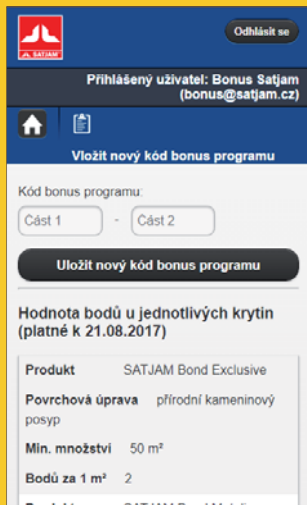 SATJAM
Odhlásit se
Přihlášený uživatel: Bonus Satjam
(bonus@satjam.cz)
Vložit nový kód bonus programu
Kód bonus programu:
Část 1 - Část 2
Uložit nový kód bonus programu
Hodnota bodů u jednotlivých krytin
(platné k 21.08.2017)
Produkt SATJAM Bond Exclusive
Povrchová úprava přírodní kameninový
posyp
Min. množství 50 m²
Bodů za 1 m² 2